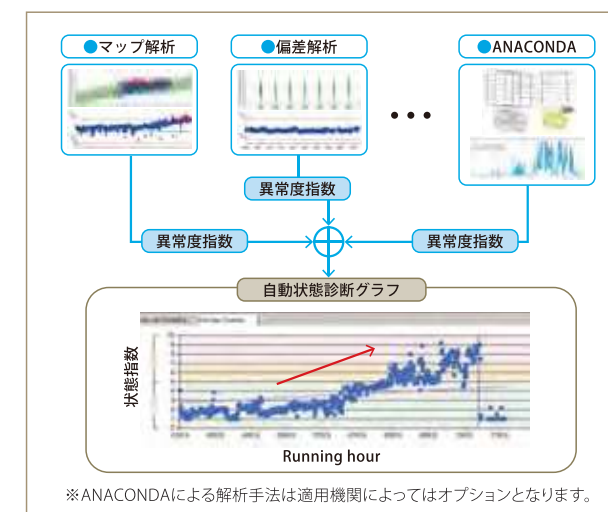 ●マップ解析
●偏差解析
●ANACONDA
異常度指数
異常度指数
異常度指数
自動状態診断グラフ
状態指数
Running hour
※ANACONDAによる解析手法は適用機関によってはオプションとなります。